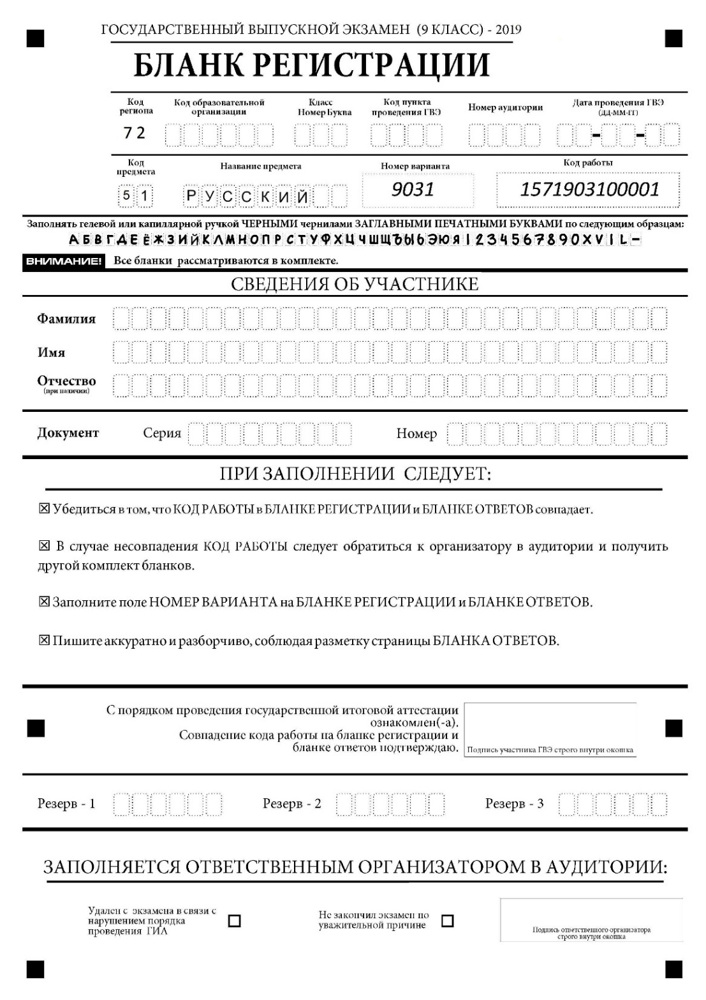 ГОСУДАРСТВЕННЫЙ ВЫПУСКНОЙ ЭКЗАМЕН (9 КЛАСС) - 2019
БЛАНК РЕГИСТРАЦИИ
Код региона
Код образовательной организации
Класс
Номер Буква
Код пункта проведения ГВЭ
Номер аудитории
Дата проведения ГВЭ
(ДД-ММ-ГГ)
72
- -
Код предмета
Название предмета
Номер варианта
Код работы
51 РУССКИЙ 9031 1571903100001
Заполнять гелевой или капиллярной ручкой ЧЕРНЫМИ чернилами ЗАГЛАВНЫМИ ПЕЧАТНЫМИ БУКВАМИ по следующим образцам:
АБВГДЕЁЖЗИЙКЛМНОПРСТУФХЦЧШЩЪЫЬЭЮЯ1234567890XVIL-
ВНИМАНИЕ! Все бланки рассматриваются в комплекте.
СВЕДЕНИЯ ОБ УЧАСТНИКЕ
Фамилия
Имя
Отчество
(при наличии)
Документ Серия Номер
ПРИ ЗАПОЛНЕНИИ СЛЕДУЕТ:
☒ Убедиться в том, что КОД РАБОТЫ в БЛАНКЕ РЕГИСТРАЦИИ и БЛАНКЕ ОТВЕТОВ совпадает.
☒ В случае несовпадения КОД РАБОТЫ следует обратиться к организатору в аудитории и получить
другой комплект бланков.
☒ Заполните поле НОМЕР ВАРИАНТА на БЛАНКЕ РЕГИСТРАЦИИ и БЛАНКЕ ОТВЕТОВ.
☒ Пишите аккуратно и разборчиво, соблюдая разметку страницы БЛАНКА ОТВЕТОВ.
С порядком проведения государственной итоговой аттестации
ознакомлен(-а).
Совпадение кода работы на бланке регистрации и
бланке ответов подтверждаю.
Подпись участника ГВЭ строго внутри окошка
Резерв - 1 Резерв - 2 Резерв - 3
ЗАПОЛНЯЕТСЯ ОТВЕТСТВЕННЫМ ОРГАНИЗАТОРОМ В АУДИТОРИИ:
Удален с экзамена в связи с
нарушением порядка
проведения ГИА
Не закончил экзамен по
уважительной причине
Подпись ответственного организатора
строго внутри окошка